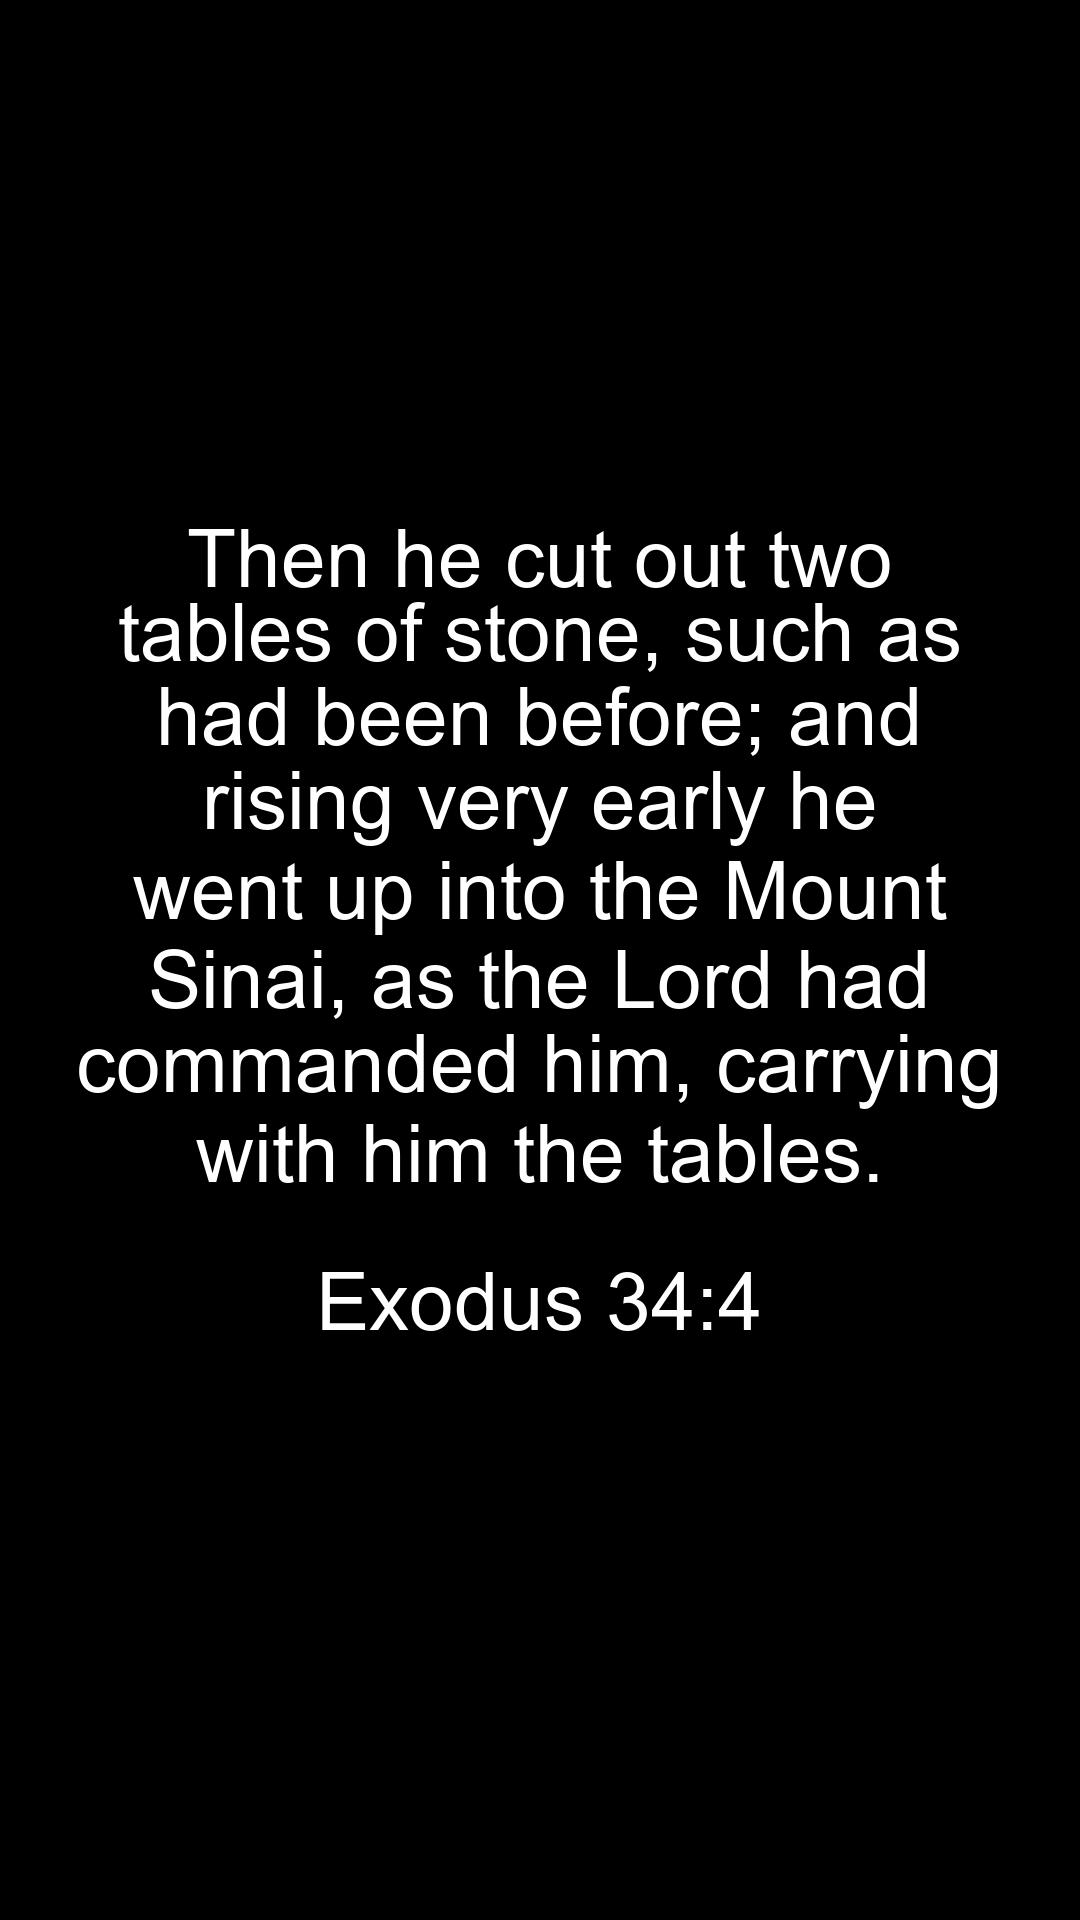 Then he cut out two
tables of stone, such as
had been before; and
rising very early he
went up into the Mount
Sinai, as the Lord had
commanded him, carrying
with him the tables.
Exodus 34:4